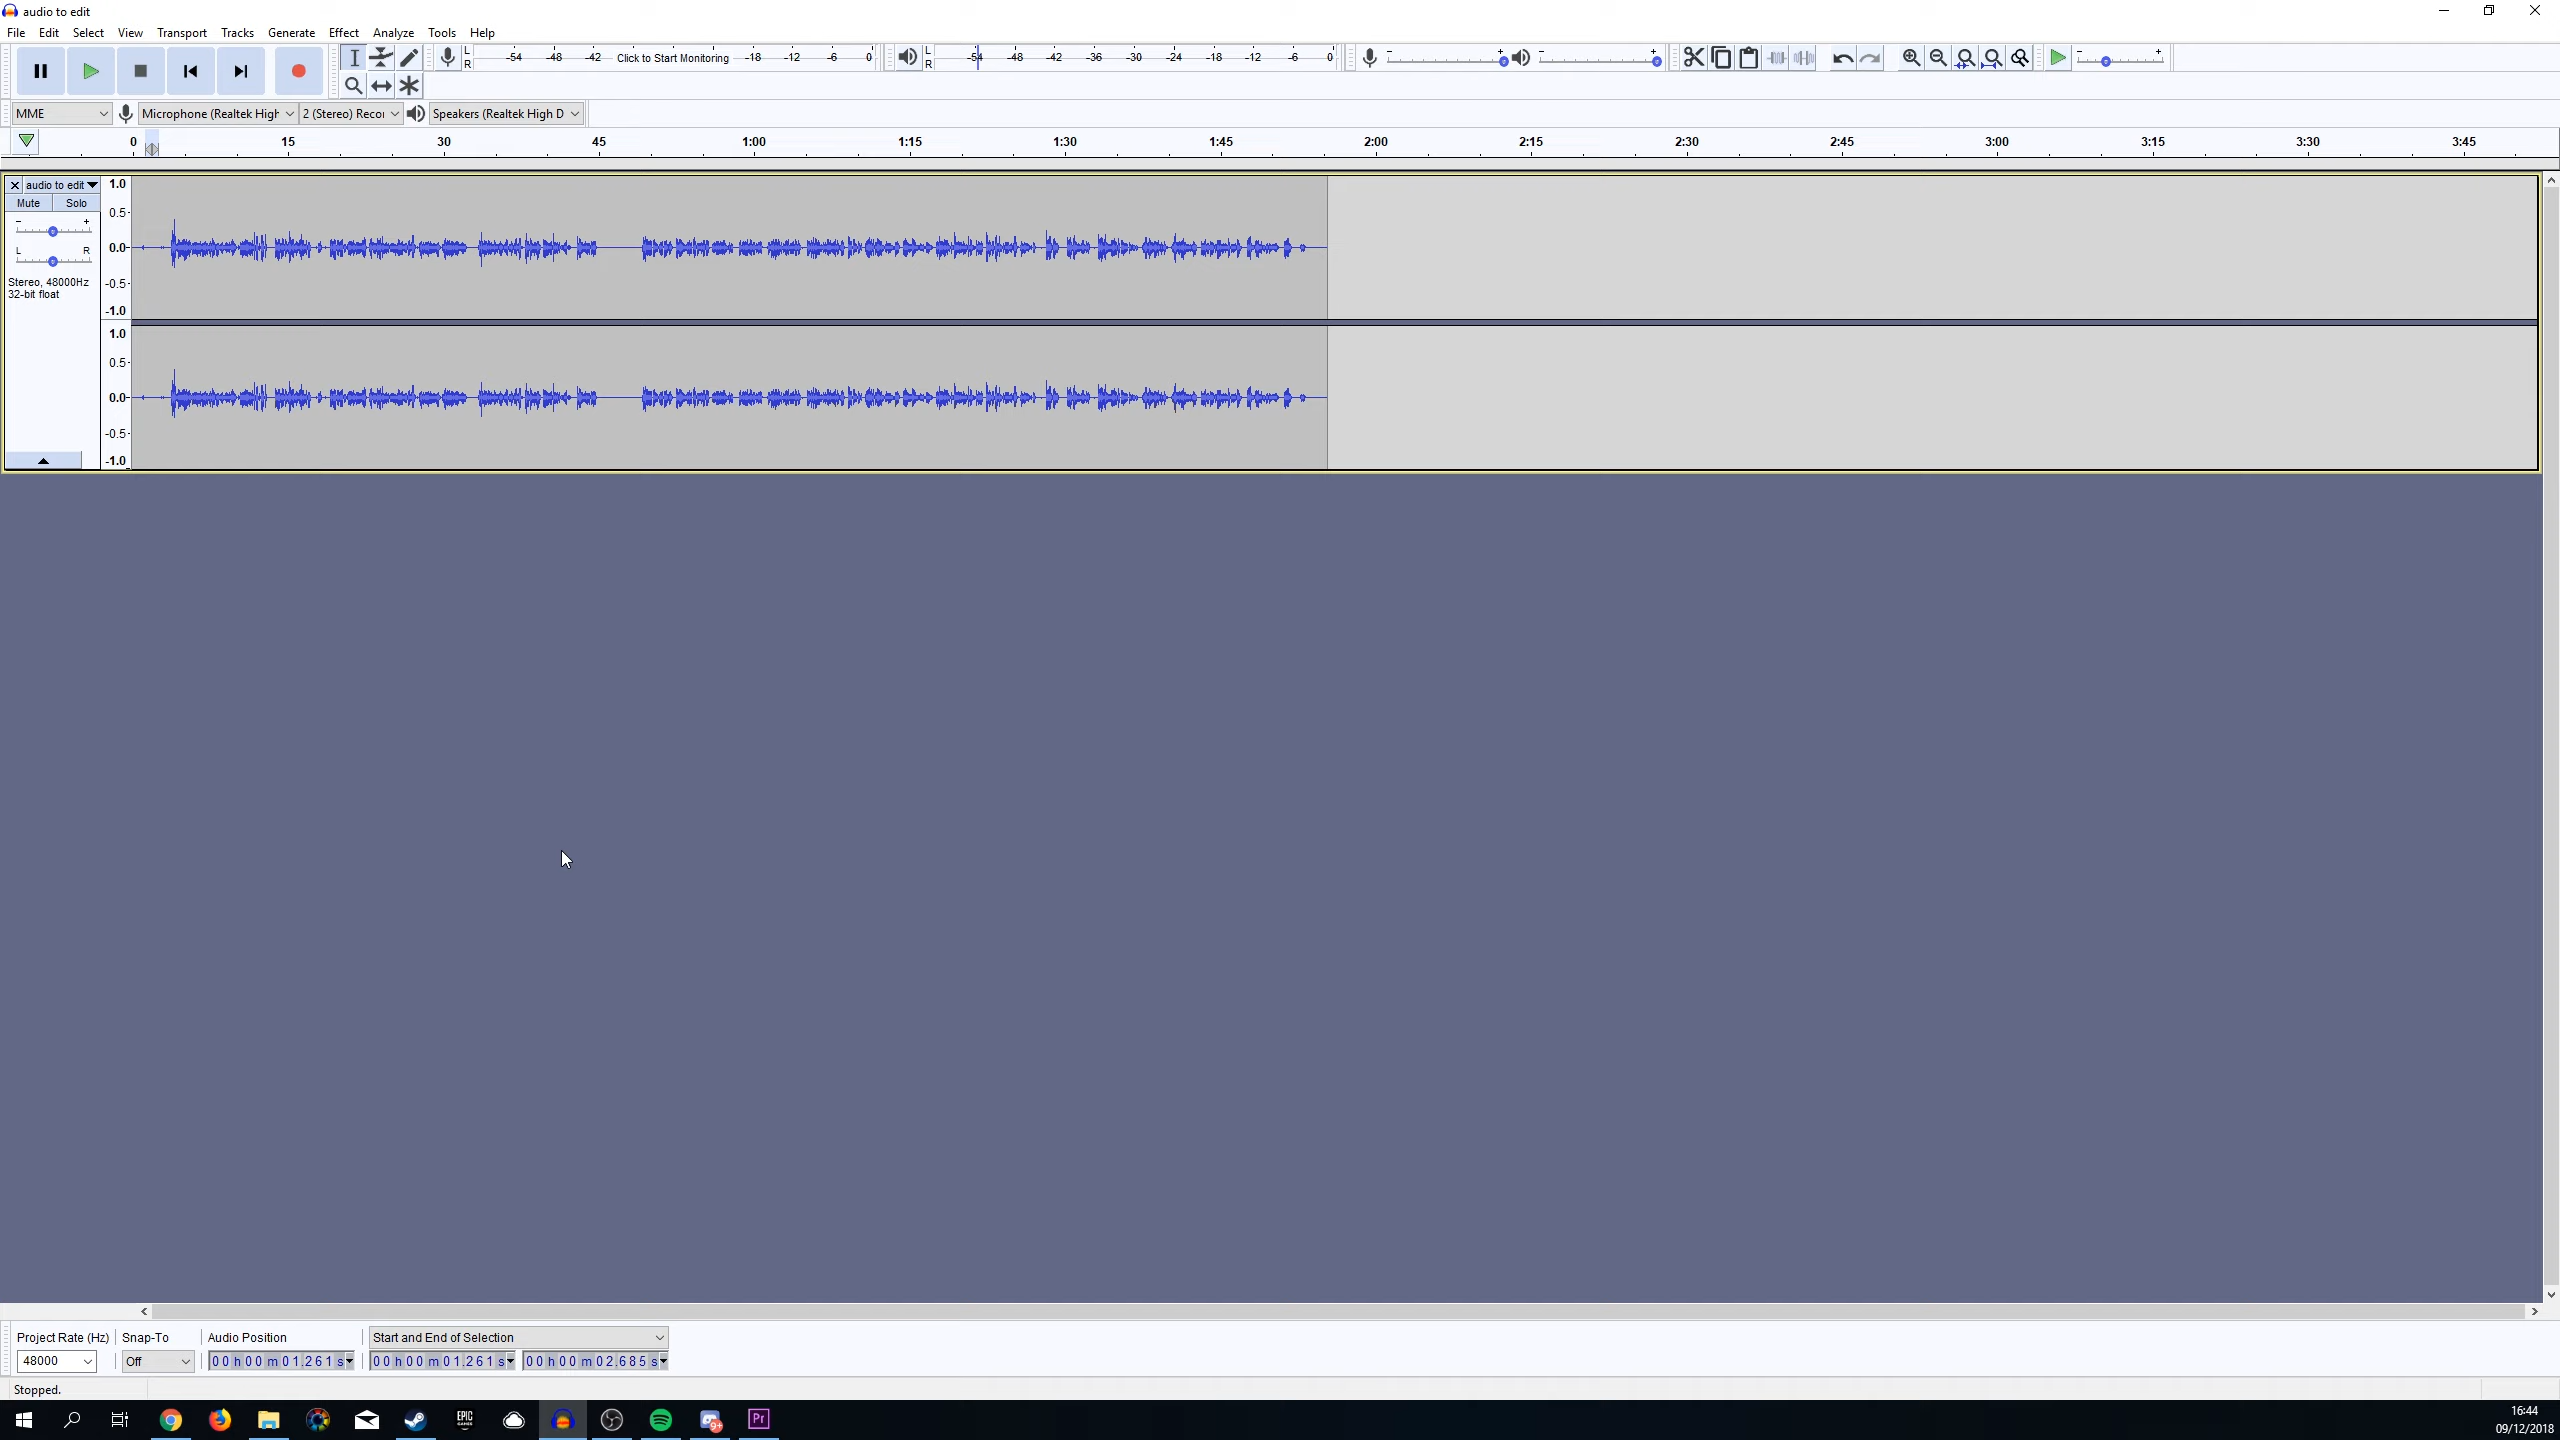 audio to edit
File Edit Select View Transport Tracks Generate Effect Analyze Tools Help
L R -54 -48 -42 Click to Start Monitoring -18 -12 -6 0 L R -54 -48 -42 -36 -30 -24 -18 -12 -6 0 - + - + - +
MME Microphone (Realtek High 2 (Stereo) Recor Speakers (Realtek High D
0 15 30 45 1:00 1:15 1:30 1:45 2:00 2:15 2:30 2:45 3:00 3:15 3:30 3:45
audio to edit 1.0
Mute Solo
- + 0.5
L R 0.0
Stereo, 48000Hz -0.5
32-bit float
-1.0
1.0
0.5
0.0
-0.5
-1.0
Project Rate (Hz) Snap-To Audio Position Start and End of Selection
48000 Off 00 h 00 m 01.261 s 00 h 00 m 01.261 s 00 h 00 m 02.685 s
Stopped.
EPIC GAMES 9+ Pr
16:44
09/12/2018